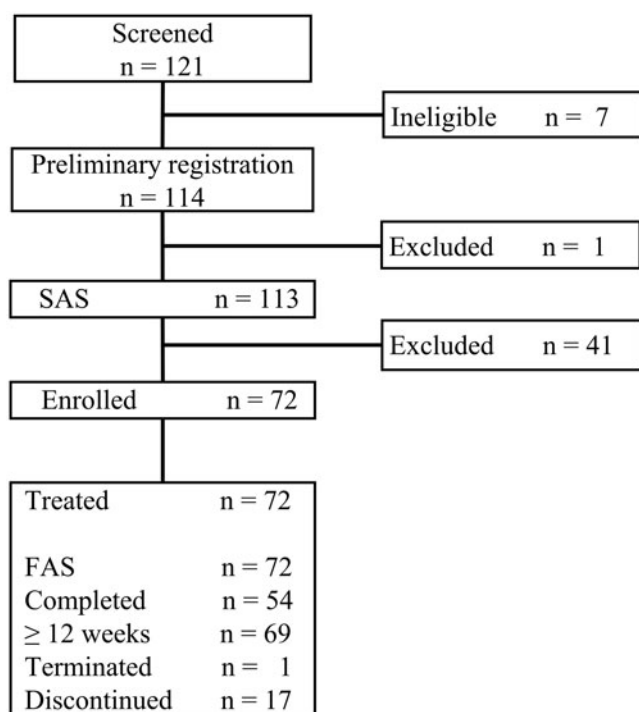 Screened
n = 121
Ineligible n = 7
Preliminary registration
n = 114
Excluded n = 1
SAS n = 113
Excluded n = 41
Enrolled n = 72
Treated n = 72
FAS n = 72
Completed n = 54
≥ 12 weeks n = 69
Terminated n = 1
Discontinued n = 17